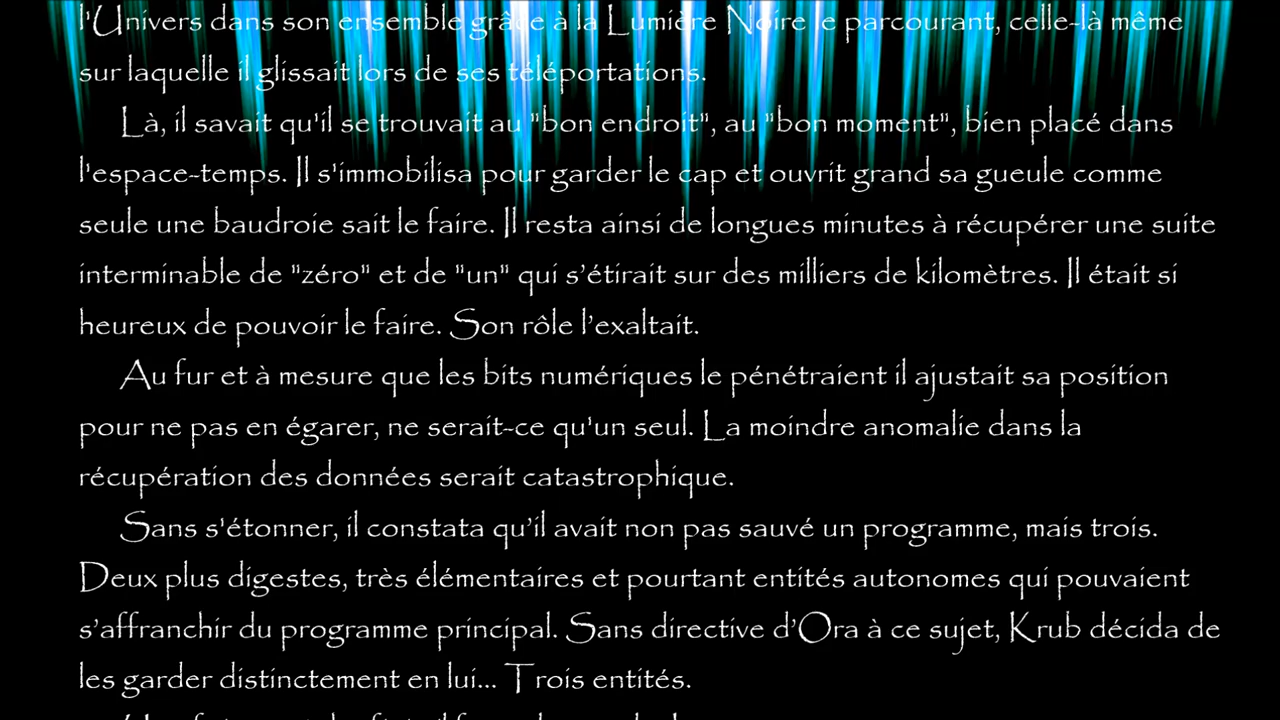 l'Univers dans son ensemble grâce à la Lumière Noire le parcourant, celle-là même
sur laquelle il glissait lors de ses téléportations.
Là, il savait qu'il se trouvait au "bon endroit", au "bon moment", bien placé dans
l'espace-temps. Il s'immobilisa pour garder le cap et ouvrit grand sa gueule comme
seule une baudroie sait le faire. Il resta ainsi de longues minutes à récupérer une suite
interminable de "zéro" et de "un" qui s’étirait sur des milliers de kilomètres. Il était si
heureux de pouvoir le faire. Son rôle l’exaltait.
Au fur et à mesure que les bits numériques le pénétraient il ajustait sa position
pour ne pas en égarer, ne serait-ce qu'un seul. La moindre anomalie dans la
récupération des données serait catastrophique.
Sans s'étonner, il constata qu’il avait non pas sauvé un programme, mais trois.
Deux plus digestes, très élémentaires et pourtant entités autonomes qui pouvaient
s’affranchir du programme principal. Sans directive d’Ora à ce sujet, Krub décida de
les garder distinctement en lui... Trois entités.